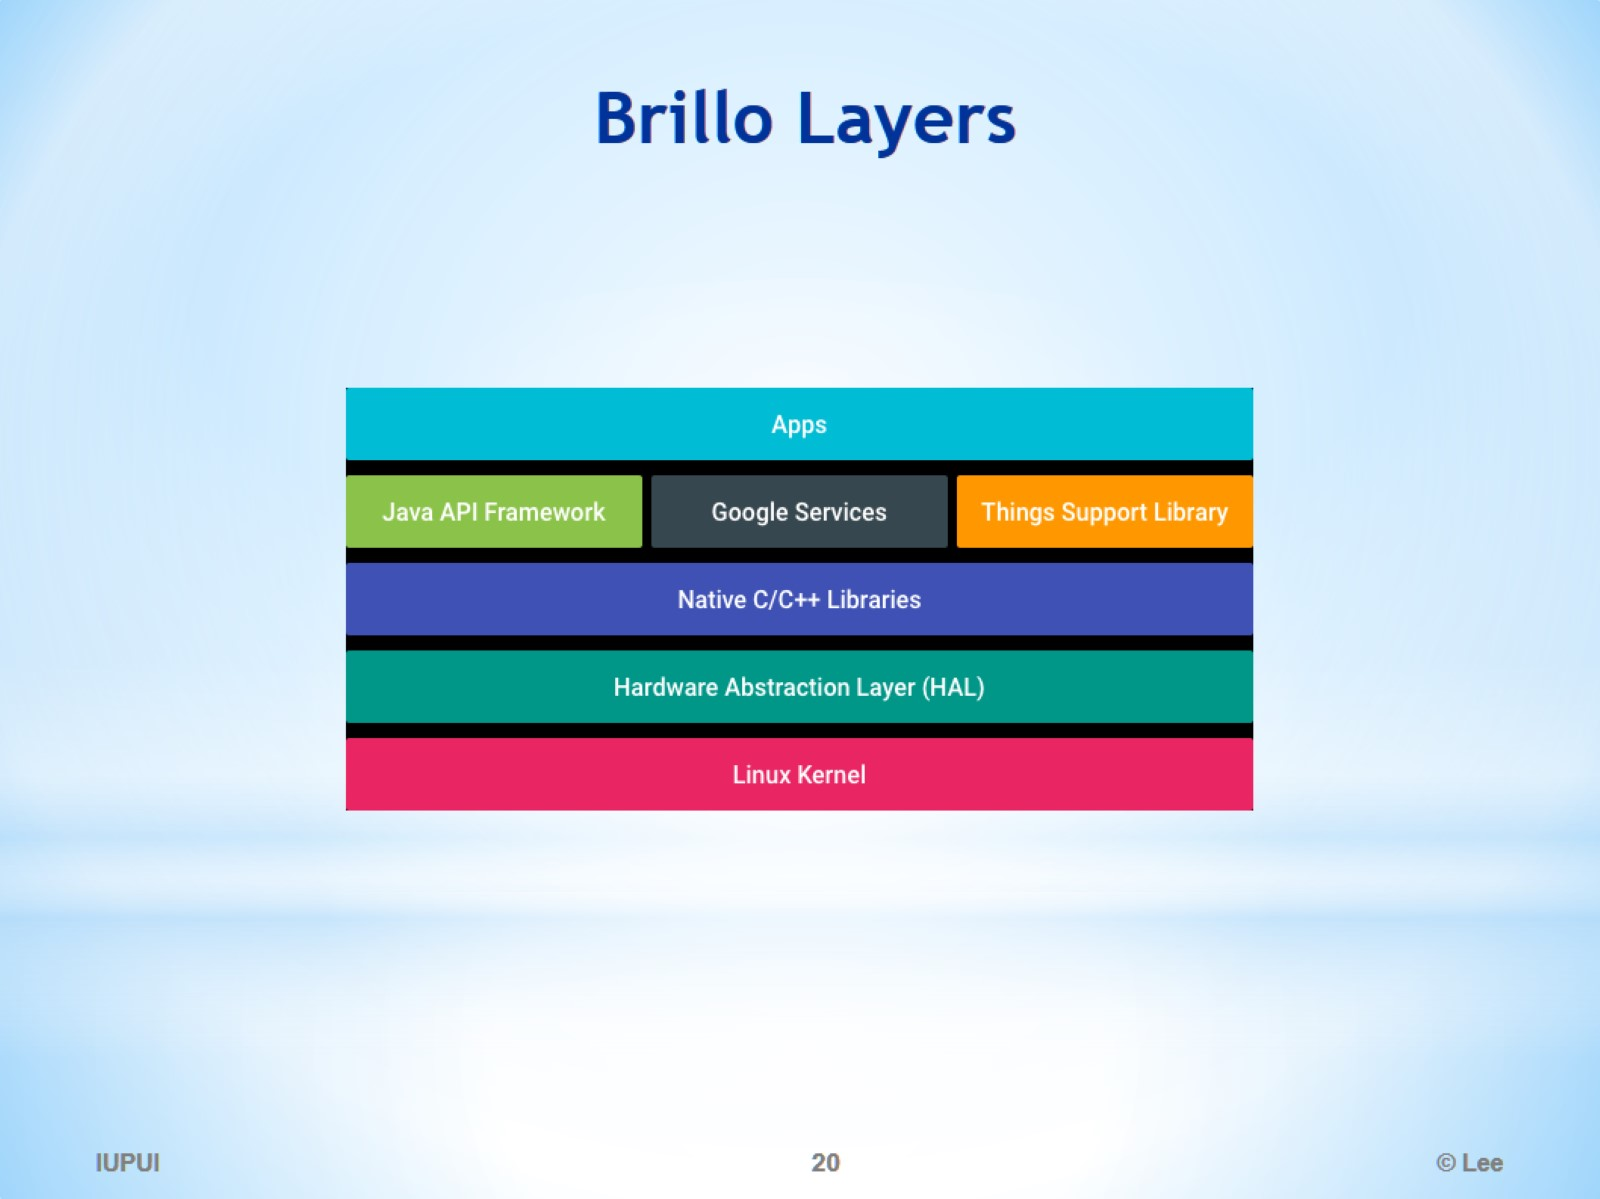 Brillo Layers
Apps
Java API Framework
Google Services
Things Support Library
Native C/C++ Libraries
Hardware Abstraction Layer (HAL)
Linux Kernel
IUPUI
20
© Lee